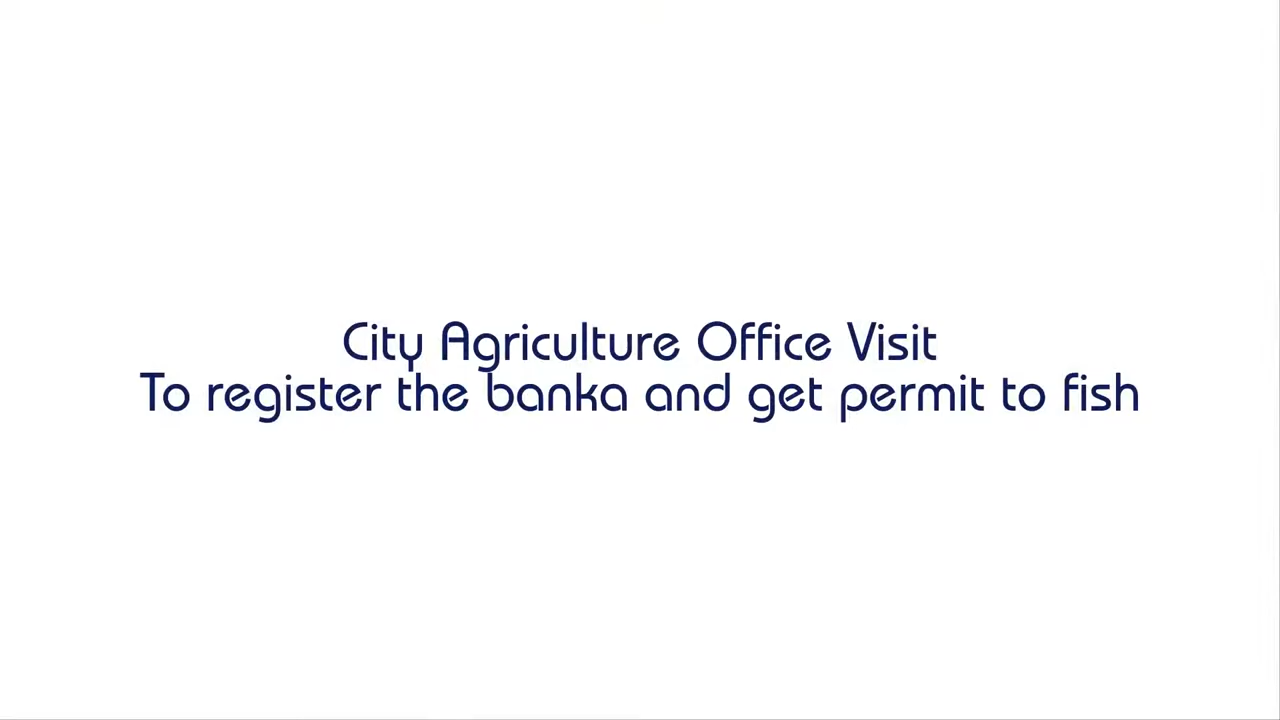 City Agriculture Office Visit
To register the banka and get permit to fish